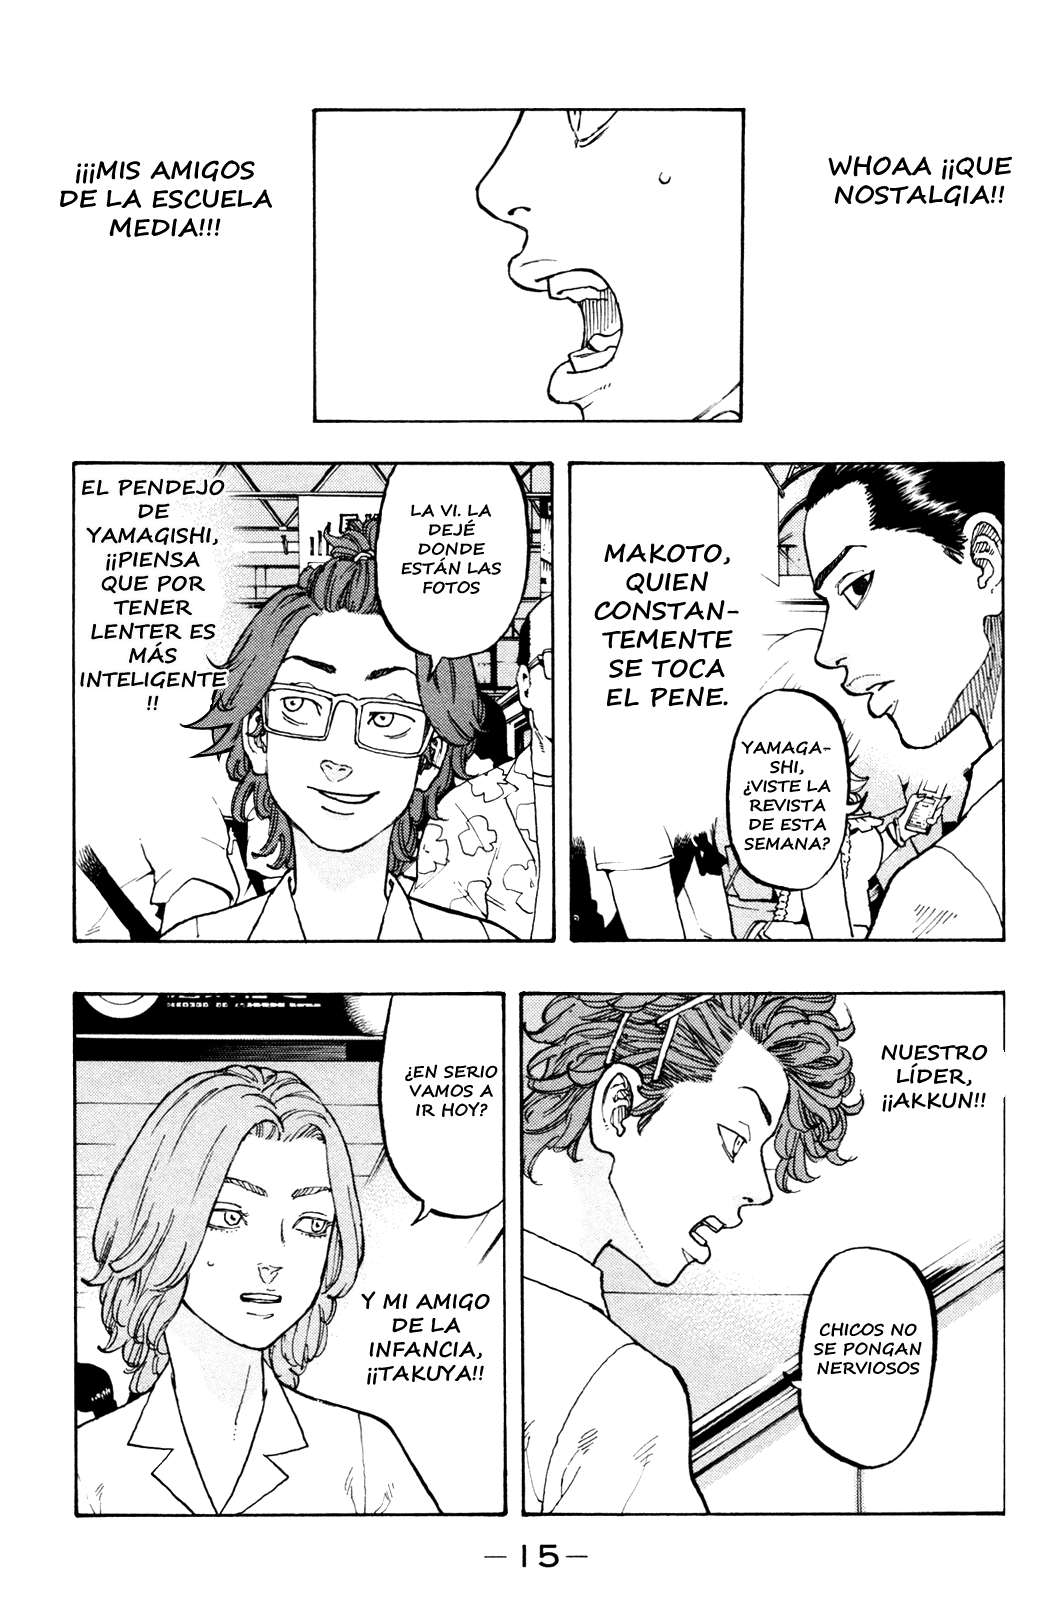 WHOAA ¡¡QUE
NOSTALGIA!!
¡¡¡MIS AMIGOS
DE LA ESCUELA
MEDIA!!!
MAKOTO,
QUIEN
CONSTAN-
TEMENTE
SE TOCA
EL PENE.
YAMAGA-
SHI,
¿VISTE LA
REVISTA
DE ESTA
SEMANA?
LA VI. LA
DEJÉ
DONDE
ESTÁN LAS
FOTOS
EL PENDEJO
DE
YAMAGISHI,
¡¡PIENSA
QUE POR
TENER
LENTER ES
MÁS
INTELIGENTE
!!
NUESTRO
LÍDER,
¡¡AKKUN!!
CHICOS NO
SE PONGAN
NERVIOSOS
¿EN SERIO
VAMOS A
IR HOY?
Y MI AMIGO
DE LA
INFANCIA,
¡¡TAKUYA!!
— 15 —